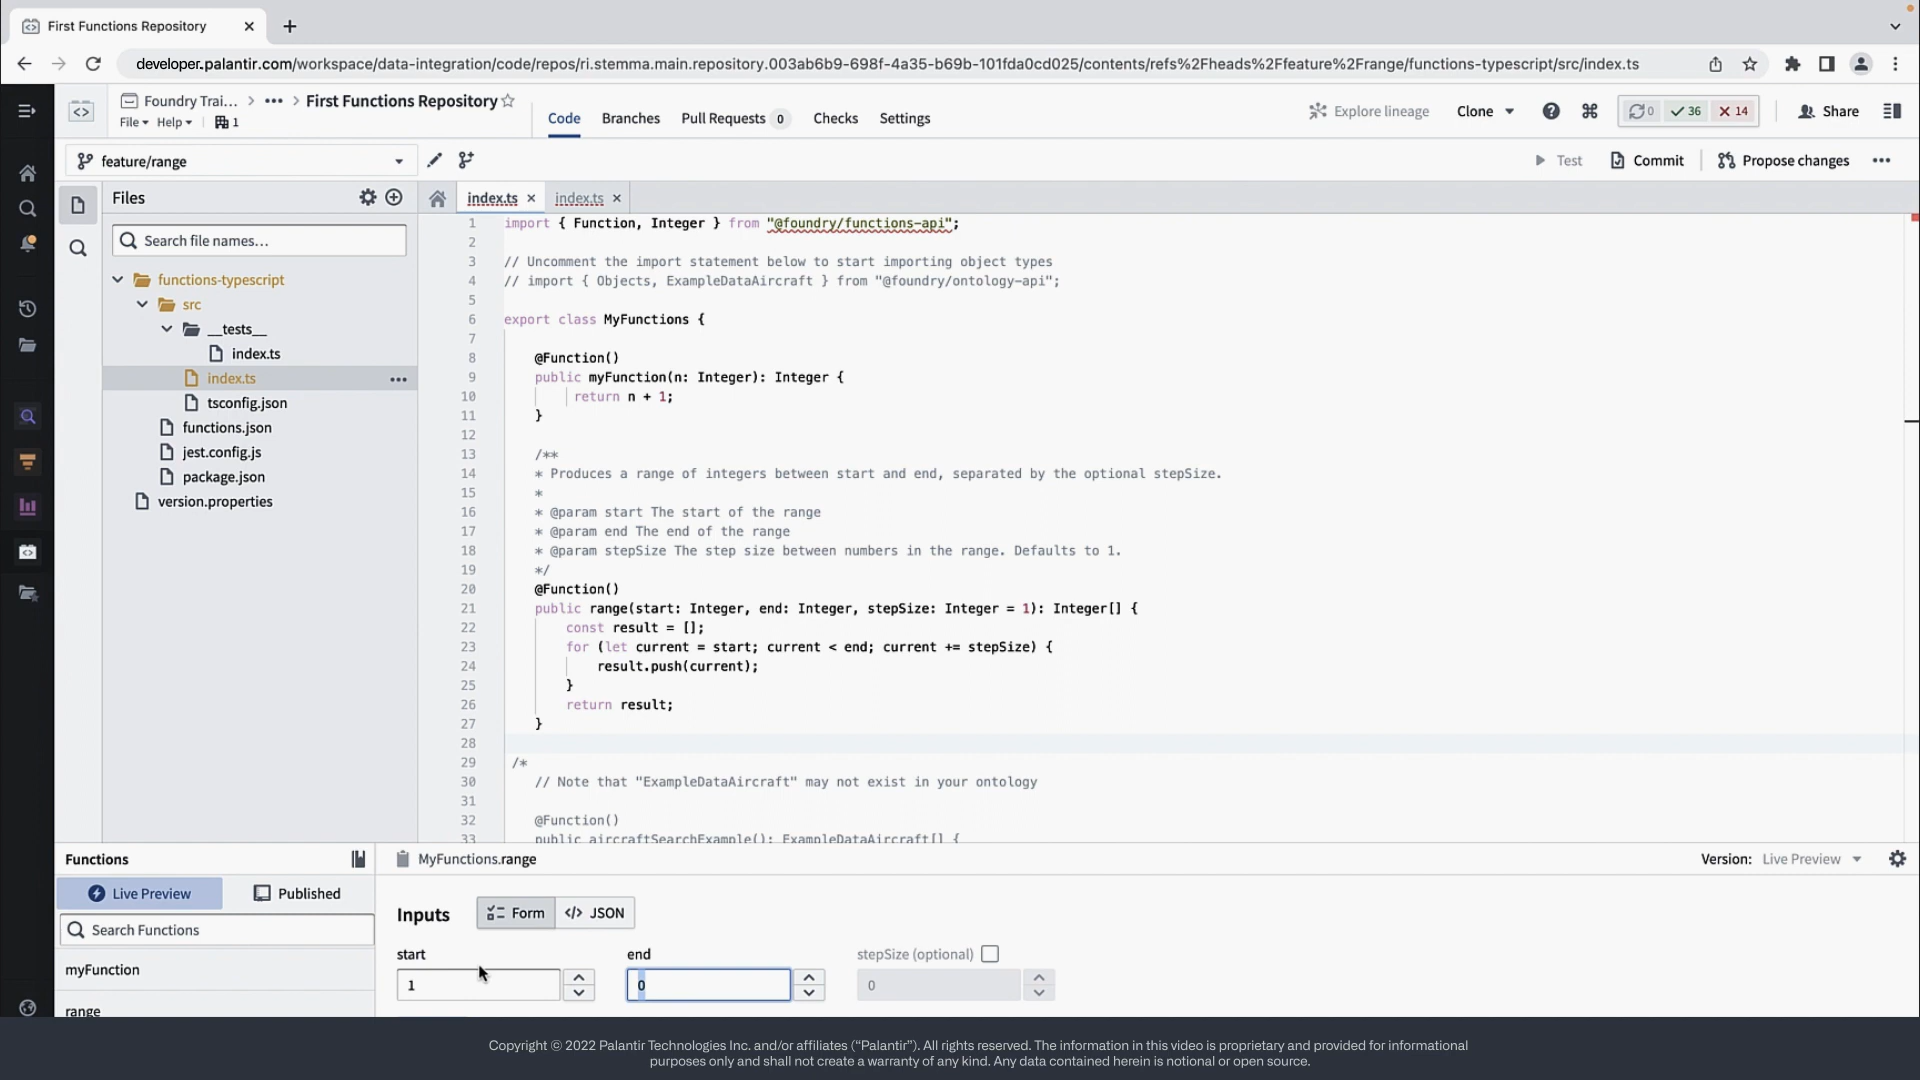 First Functions Repository
developer.palantir.com/workspace/data-integration/code/repos/ri.stemma.main.repository.003ab6b9-698f-4a35-b69b-101fda0cd025/contents/refs%2Fheads%2Ffeature%2Frange/functions-typescript/src/index.ts
Foundry Trai... > ••• > First Functions Repository
File Help 1
Code Branches Pull Requests 0 Checks Settings
Explore lineage Clone 0 36 14 Share
feature/range
Test Commit Propose changes
Files
index.ts index.ts
Search file names...
functions-typescript
src
__tests__
index.ts
index.ts
tsconfig.json
functions.json
jest.config.js
package.json
version.properties
1 import { Function, Integer } from "@foundry/functions-api";
2
3 // Uncomment the import statement below to start importing object types
4 // import { Objects, ExampleDataAircraft } from "@foundry/ontology-api";
5
6 export class MyFunctions {
7
8 @Function()
9 public myFunction(n: Integer): Integer {
10 return n + 1;
11 }
12
13 /**
14 * Produces a range of integers between start and end, separated by the optional stepSize.
15 *
16 * @param start The start of the range
17 * @param end The end of the range
18 * @param stepSize The step size between numbers in the range. Defaults to 1.
19 */
20 @Function()
21 public range(start: Integer, end: Integer, stepSize: Integer = 1): Integer[] {
22 const result = [];
23 for (let current = start; current < end; current += stepSize) {
24 result.push(current);
25 }
26 return result;
27 }
28
29 /*
30 // Note that "ExampleDataAircraft" may not exist in your ontology
31
32 @Function()
33 public aircraftSearchExample(): ExampleDataAircraft[] {
Functions
MyFunctions.range
Version: Live Preview
Live Preview Published
Search Functions
myFunction
range
Inputs Form </> JSON
start end stepSize (optional)
1 0 0
Copyright © 2022 Palantir Technologies Inc. and/or affiliates (“Palantir”). All rights reserved. The information in this video is proprietary and provided for informational
purposes only and shall not create a warranty of any kind. Any data contained herein is notional or open source.